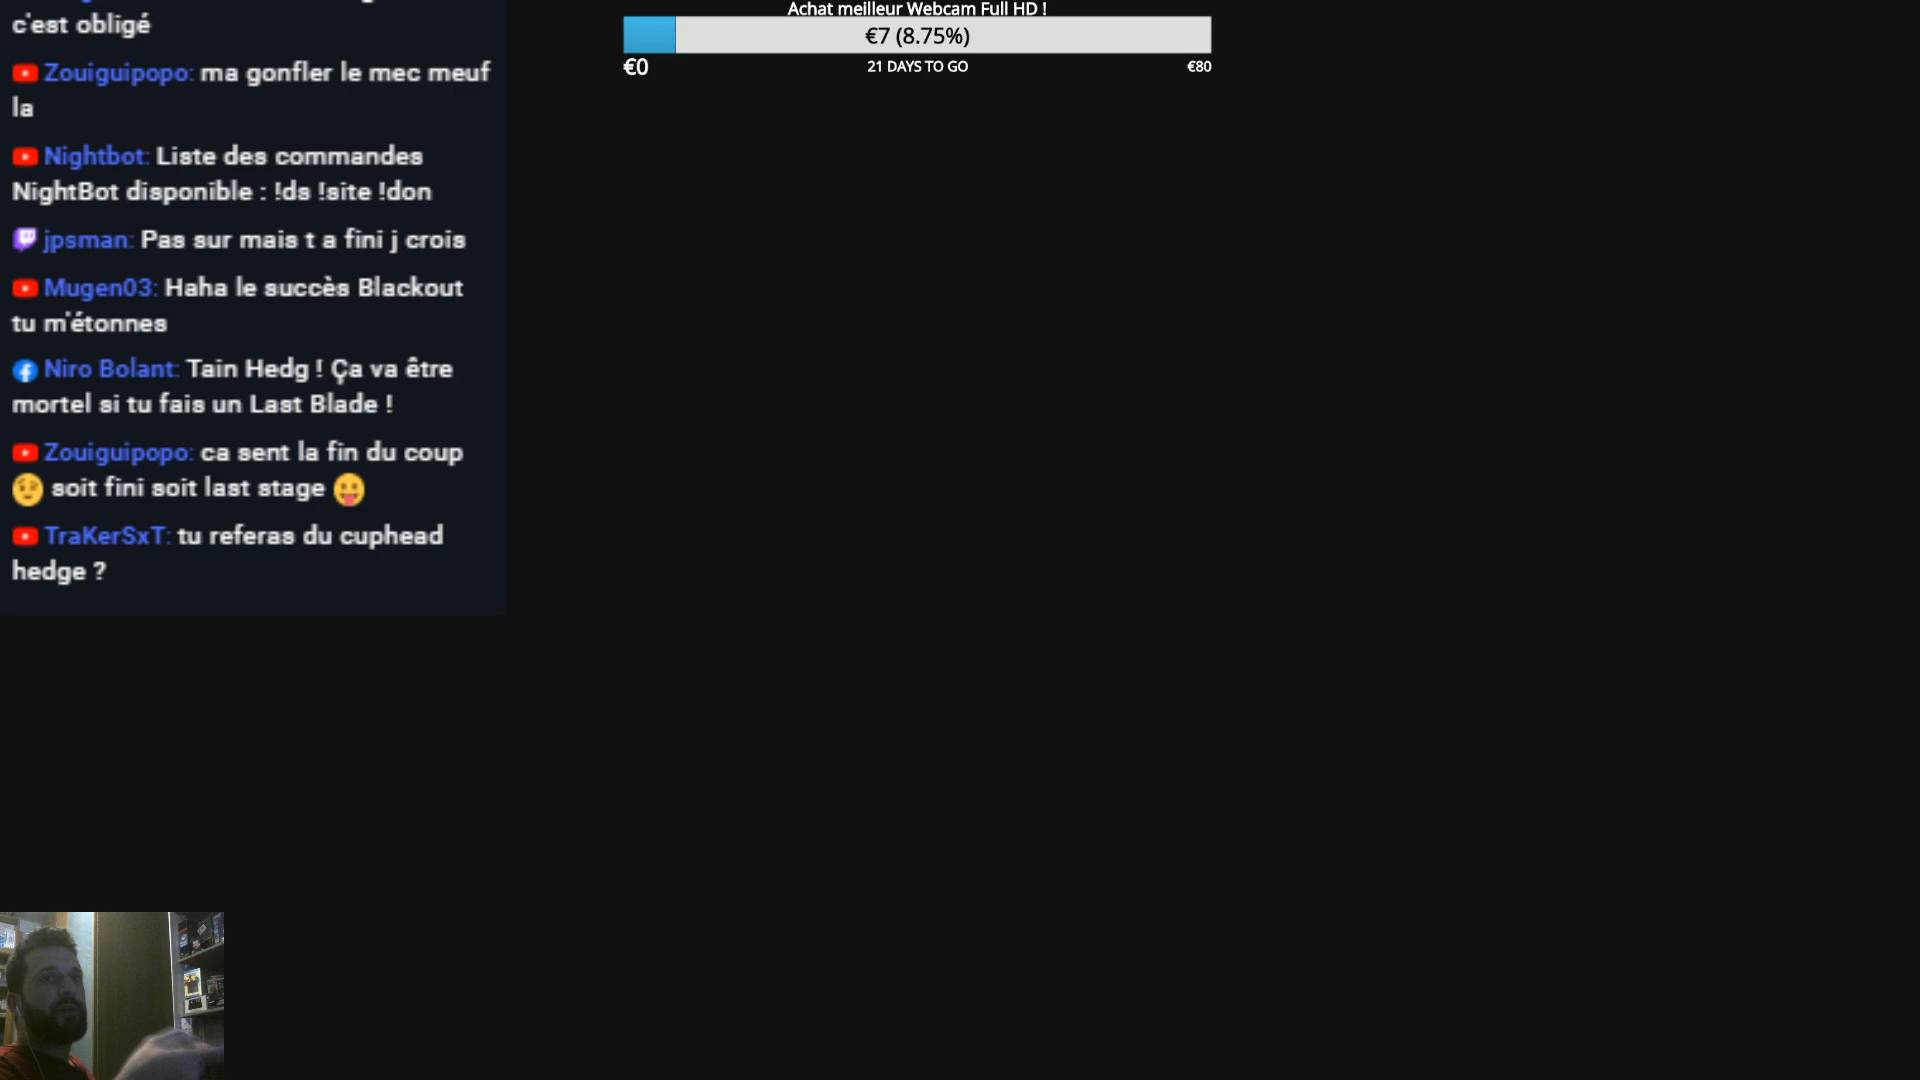 c'est obligé
Zouiguipopo: ma gonfler le mec meuf
la
Nightbot: Liste des commandes
NightBot disponible : !ds !site !don
jpsman: Pas sur mais t a fini j crois
Mugen03: Haha le succès Blackout
tu m'étonnes
Niro Bolant: Tain Hedg ! Ça va être
mortel si tu fais un Last Blade !
Zouiguipopo: ca sent la fin du coup
soit fini soit last stage
TraKerSxT: tu referas du cuphead
hedge ?
Achat meilleur Webcam Full HD !
€7 (8.75%)
€0 21 DAYS TO GO €80